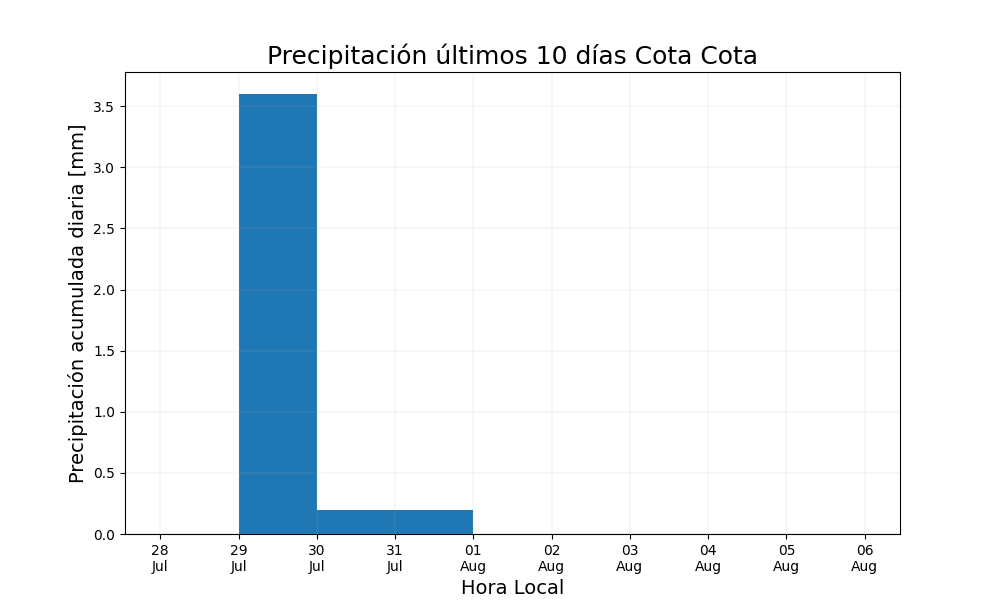 Precipitación últimos 10 días Cota Cota
Precipitación acumulada diaria [mm]
3.5
3.0
2.5
2.0
1.5
1.0
0.5
0.0
28 29 30 31 01 02 03 04 05 06
Jul Jul Jul Jul Aug Aug Aug Aug Aug Aug
Hora Local